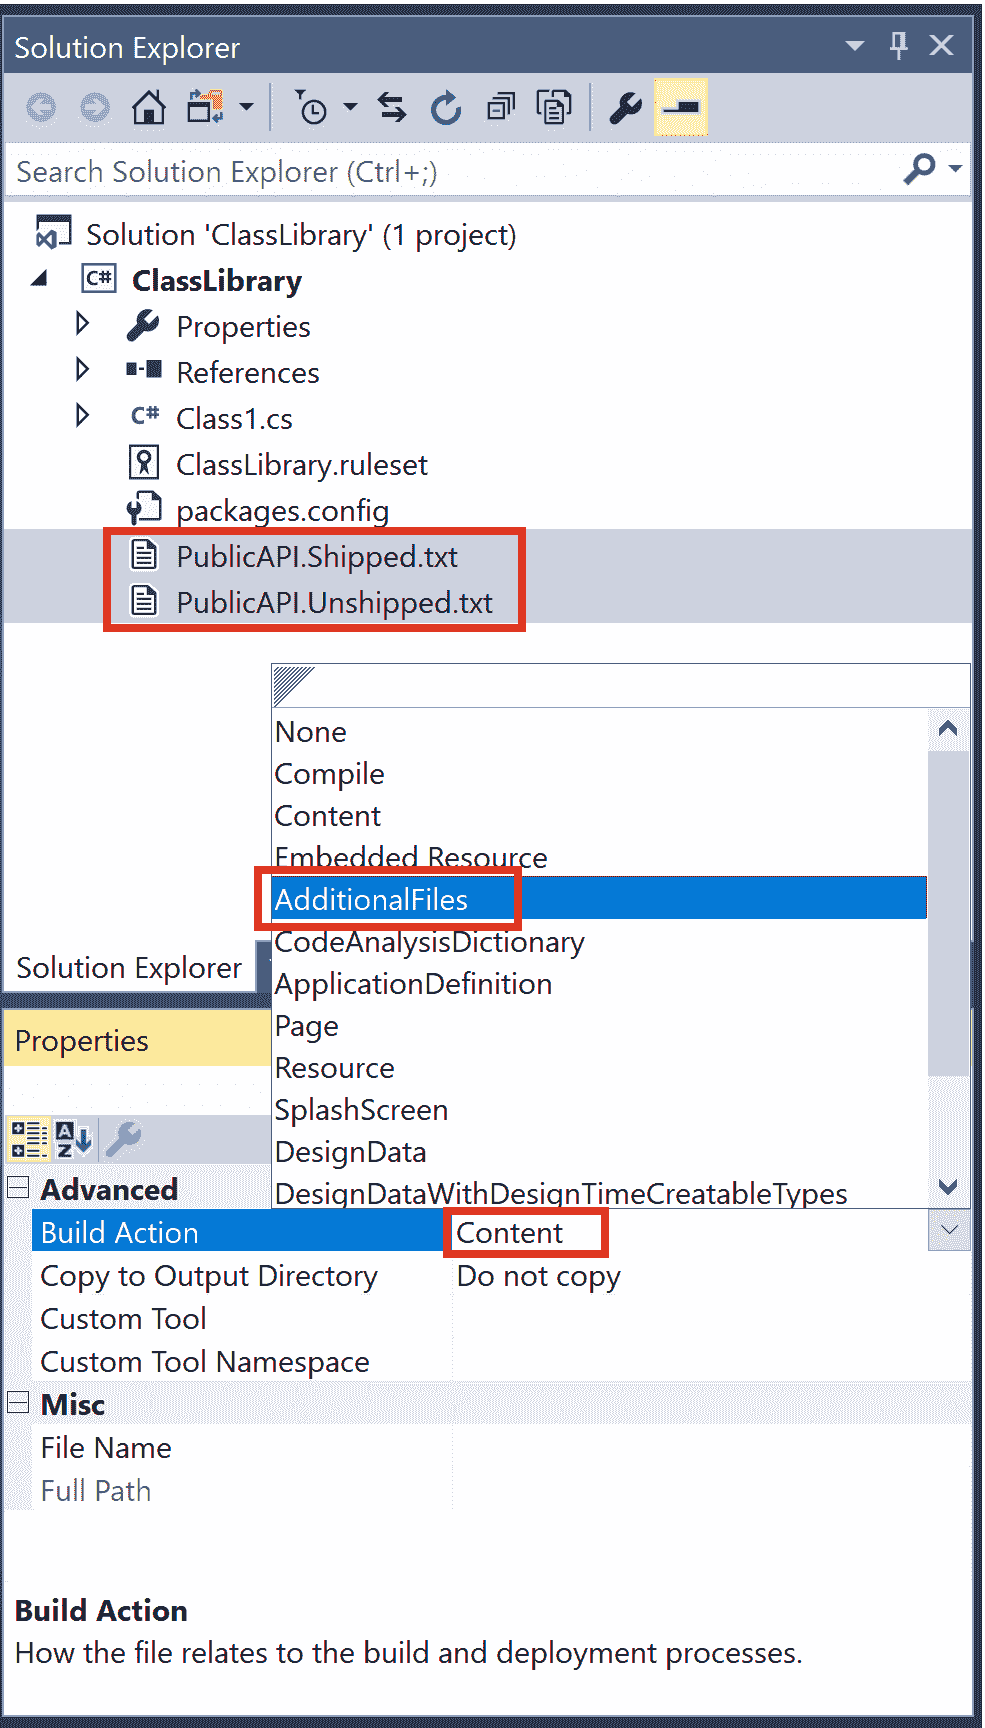 Solution Explorer
Search Solution Explorer (Ctrl+;)
Solution 'ClassLibrary' (1 project)
C# ClassLibrary
Properties
References
C# Class1.cs
ClassLibrary.ruleset
packages.config
PublicAPI.Shipped.txt
PublicAPI.Unshipped.txt
None
Compile
Content
Embedded Resource
AdditionalFiles
CodeAnalysisDictionary
Solution Explorer
ApplicationDefinition
Page
Properties
Resource
SplashScreen
DesignData
DesignDataWithDesignTimeCreatableTypes
Advanced
Build Action Content
Copy to Output Directory Do not copy
Custom Tool
Custom Tool Namespace
Misc
File Name
Full Path
Build Action
How the file relates to the build and deployment processes.